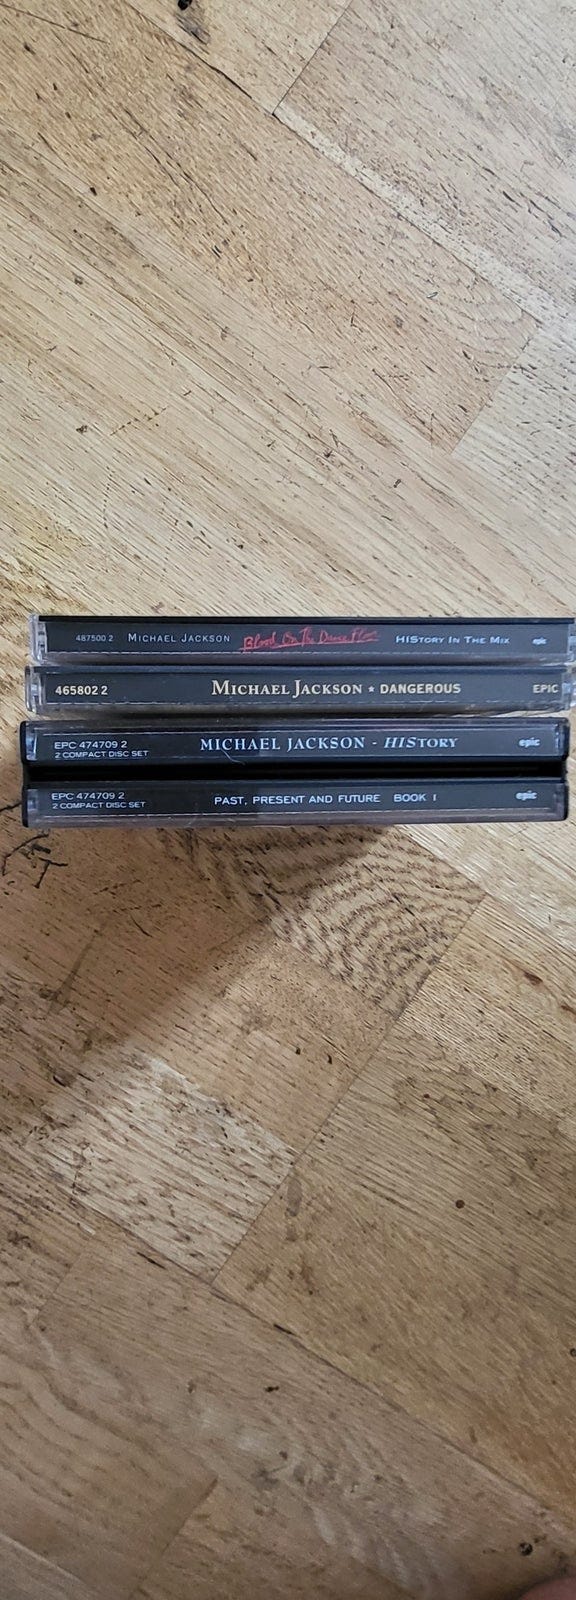 487500 2 MICHAEL JACKSON Blood On The Dance Floor HIStory IN THE MIX epic
465802 2 MICHAEL JACKSON ★ DANGEROUS EPIC
EPC 474709 2 MICHAEL JACKSON - HIStory epic
2 COMPACT DISC SET
EPC 474709 2 PAST, PRESENT AND FUTURE BOOK I epic
2 COMPACT DISC SET